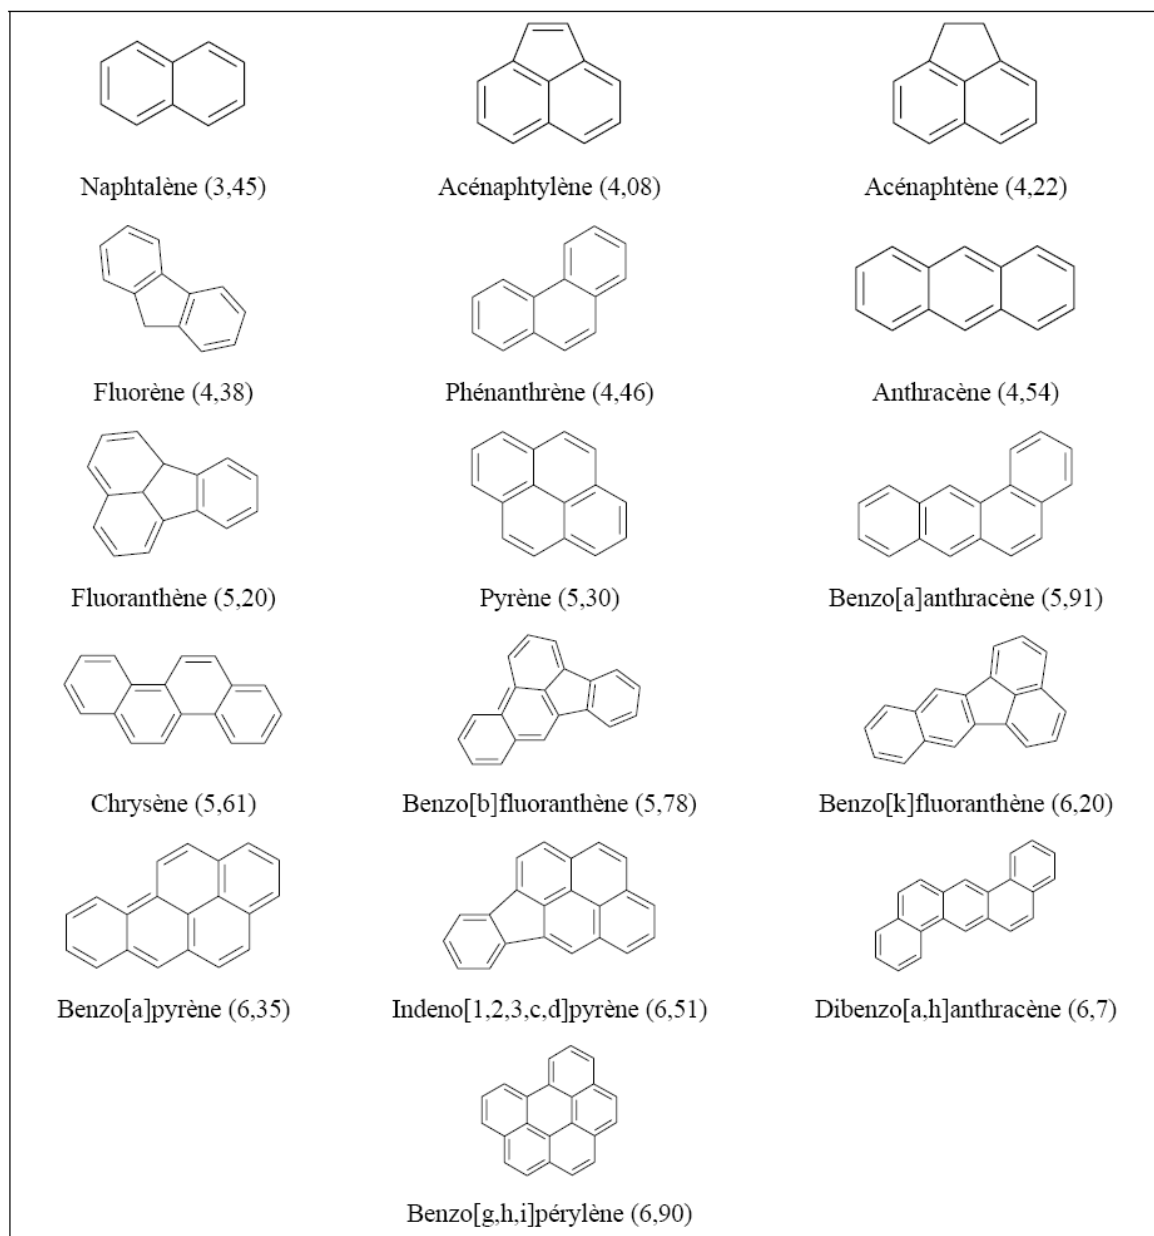 Naphtalène (3,45)
Acénaphtylène (4,08)
Acénaphtène (4,22)
Fluorène (4,38)
Phénanthrène (4,46)
Anthracène (4,54)
Fluoranthène (5,20)
Pyrène (5,30)
Benzo[a]anthracène (5,91)
Chrysène (5,61)
Benzo[b]fluoranthène (5,78)
Benzo[k]fluoranthène (6,20)
Benzo[a]pyrène (6,35)
Indeno[1,2,3,c,d]pyrène (6,51)
Dibenzo[a,h]anthracène (6,7)
Benzo[g,h,i]pérylène (6,90)